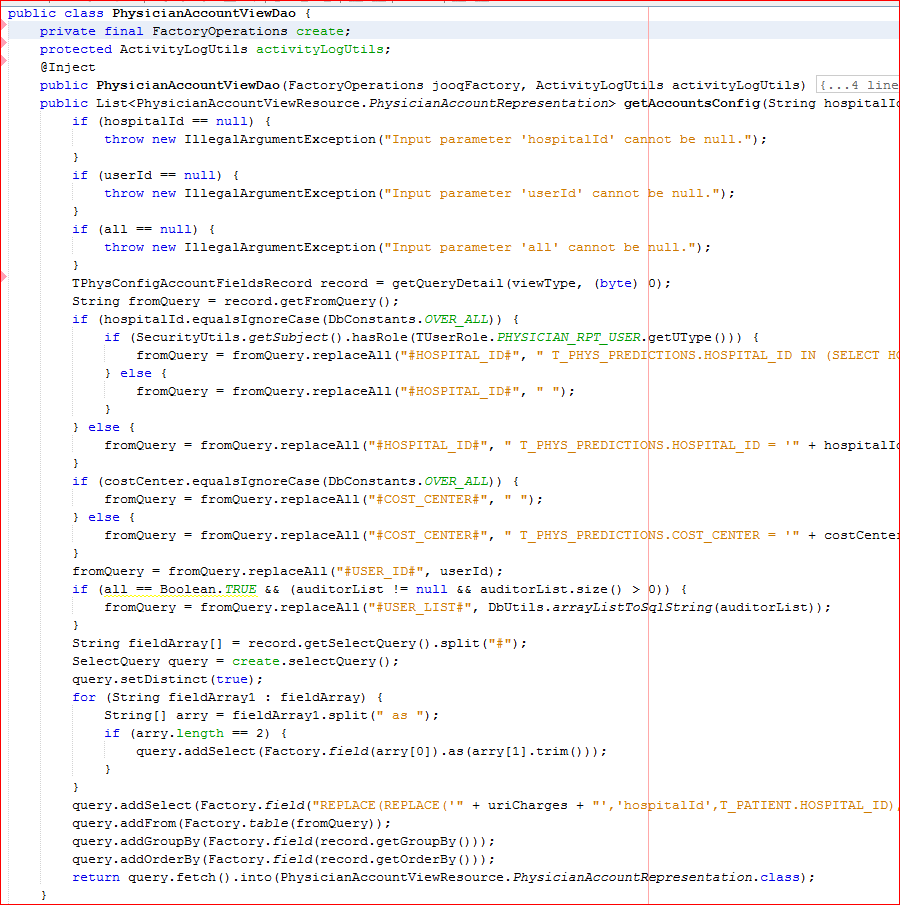 public class PhysicianAccountViewDao {
    private final FactoryOperations create;
    protected ActivityLogUtils activityLogUtils;
    @Inject
    public PhysicianAccountViewDao(FactoryOperations jooqFactory, ActivityLogUtils activityLogUtils) {...4 line
    public List<PhysicianAccountViewResource.PhysicianAccountRepresentation> getAccountsConfig(String hospitalId
        if (hospitalId == null) {
            throw new IllegalArgumentException("Input parameter 'hospitalId' cannot be null.");
        }
        if (userId == null) {
            throw new IllegalArgumentException("Input parameter 'userId' cannot be null.");
        }
        if (all == null) {
            throw new IllegalArgumentException("Input parameter 'all' cannot be null.");
        }
        TPhysConfigAccountFieldsRecord record = getQueryDetail(viewType, (byte) 0);
        String fromQuery = record.getFromQuery();
        if (hospitalId.equalsIgnoreCase(DbConstants.OVER_ALL)) {
            if (SecurityUtils.getSubject().hasRole(TUserRole.PHYSICIAN_RPT_USER.getUType())) {
                fromQuery = fromQuery.replaceAll("#HOSPITAL_ID#", " T_PHYS_PREDICTIONS.HOSPITAL_ID IN (SELECT HO
            } else {
                fromQuery = fromQuery.replaceAll("#HOSPITAL_ID#", " ");
            }
        } else {
            fromQuery = fromQuery.replaceAll("#HOSPITAL_ID#", " T_PHYS_PREDICTIONS.HOSPITAL_ID = '" + hospitalId
        }
        if (costCenter.equalsIgnoreCase(DbConstants.OVER_ALL)) {
            fromQuery = fromQuery.replaceAll("#COST_CENTER#", " ");
        } else {
            fromQuery = fromQuery.replaceAll("#COST_CENTER#", " T_PHYS_PREDICTIONS.COST_CENTER = '" + costCenter
        }
        fromQuery = fromQuery.replaceAll("#USER_ID#", userId);
        if (all == Boolean.TRUE && (auditorList != null && auditorList.size() > 0)) {
            fromQuery = fromQuery.replaceAll("#USER_LIST#", DbUtils.arrayListToSqlString(auditorList));
        }
        String fieldArray[] = record.getSelectQuery().split("#");
        SelectQuery query = create.selectQuery();
        query.setDistinct(true);
        for (String fieldArray1 : fieldArray) {
            String[] arry = fieldArray1.split(" as ");
            if (arry.length == 2) {
                query.addSelect(Factory.field(arry[0]).as(arry[1].trim()));
            }
        }
        query.addSelect(Factory.field("REPLACE(REPLACE('" + uriCharges + "','hospitalId',T_PATIENT.HOSPITAL_ID),
        query.addFrom(Factory.table(fromQuery));
        query.addGroupBy(Factory.field(record.getGroupBy()));
        query.addOrderBy(Factory.field(record.getOrderBy()));
        return query.fetch().into(PhysicianAccountViewResource.PhysicianAccountRepresentation.class);
    }